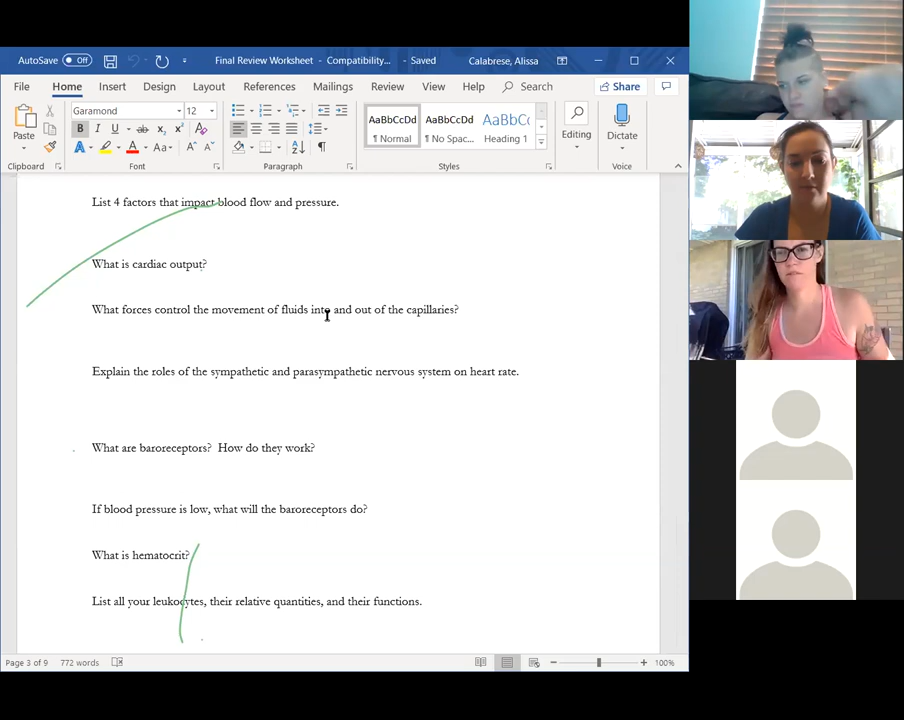 AutoSave Off Final Review Worksheet - Compatibility... - Saved Calabrese, Alissa
File Home Insert Design Layout References Mailings Review View Help Search Share
Paste Garamond 12 AaBbCcDd AaBbCcDd AaBbCc Editing Dictate
B I U ab x₂ x² ¶ Normal ¶ No Spac... Heading 1
Clipboard Font Paragraph Styles Voice
List 4 factors that impact blood flow and pressure.
What is cardiac output?
What forces control the movement of fluids into and out of the capillaries?
Explain the roles of the sympathetic and parasympathetic nervous system on heart rate.
What are baroreceptors? How do they work?
If blood pressure is low, what will the baroreceptors do?
What is hematocrit?
List all your leukocytes, their relative quantities, and their functions.
Page 3 of 9 772 words 100%